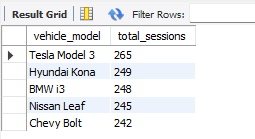 Result Grid Filter Rows:
vehicle_model total_sessions
Tesla Model 3 265
Hyundai Kona 249
BMW i3 248
Nissan Leaf 245
Chevy Bolt 242